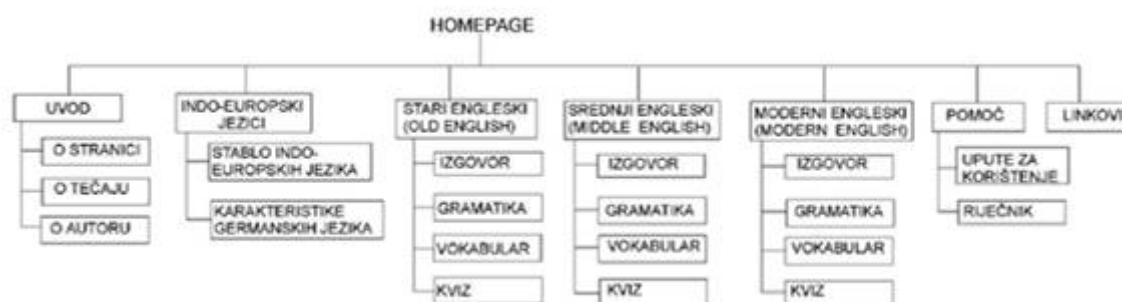 HOMEPAGE
UVOD
O STRANICI
O TEČAJU
O AUTORU
INDO-EUROPSKI
JEZICI
STABLO INDO-
EUROPSKIH JEZIKA
KARAKTERISTIKE
GERMANSKIH JEZIKA
STARI ENGLESKI
(OLD ENGLISH)
IZGOVOR
GRAMATIKA
VOKABULAR
KVIZ
SREDNJI ENGLESKI
(MIDDLE ENGLISH)
IZGOVOR
GRAMATIKA
VOKABULAR
KVIZ
MODERNI ENGLESKI
(MODERN ENGLISH)
IZGOVOR
GRAMATIKA
VOKABULAR
KVIZ
POMOČ
UPUTE ZA
KORIŠTENJE
RIJEČNIK
LINKOVI